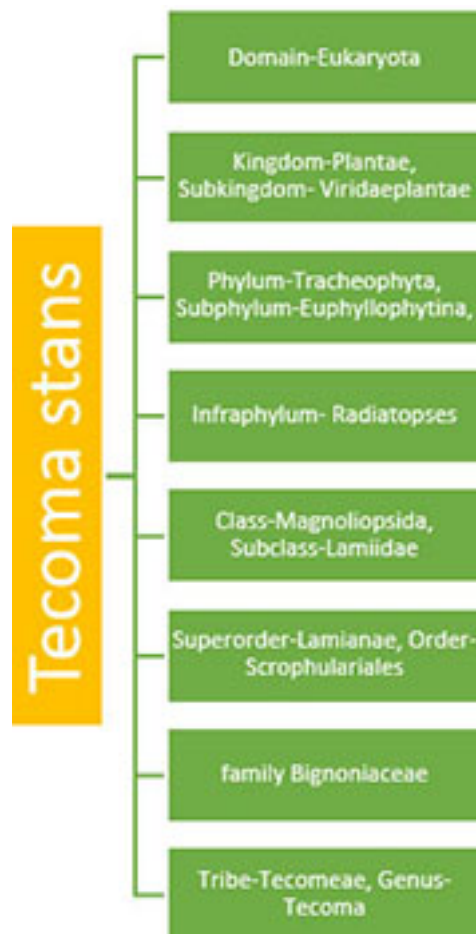 Tecoma stans
Domain-Eukaryota
Kingdom-Plantae,
Subkingdom- Viridaeplantae
Phylum-Tracheophyta,
Subphylum-Euphyllophytina,
Infraphylum- Radiatopses
Class-Magnoliopsida,
Subclass-Lamiidae
Superorder-Lamianae, Order-
Scrophulariales
family Bignoniaceae
Tribe-Tecomeae, Genus-
Tecoma